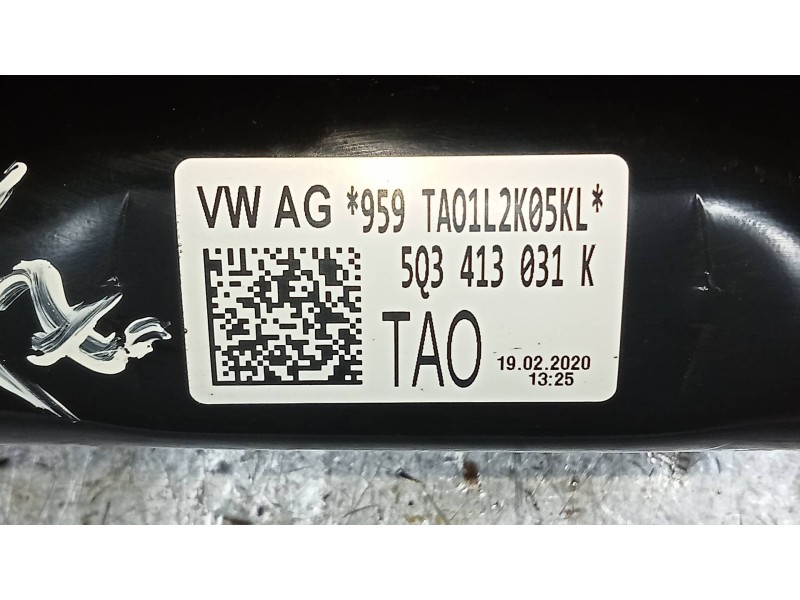 VW AG *959 TA01L2K05KL*
5Q3 413 031 K
TAO
19.02.2020
13:25